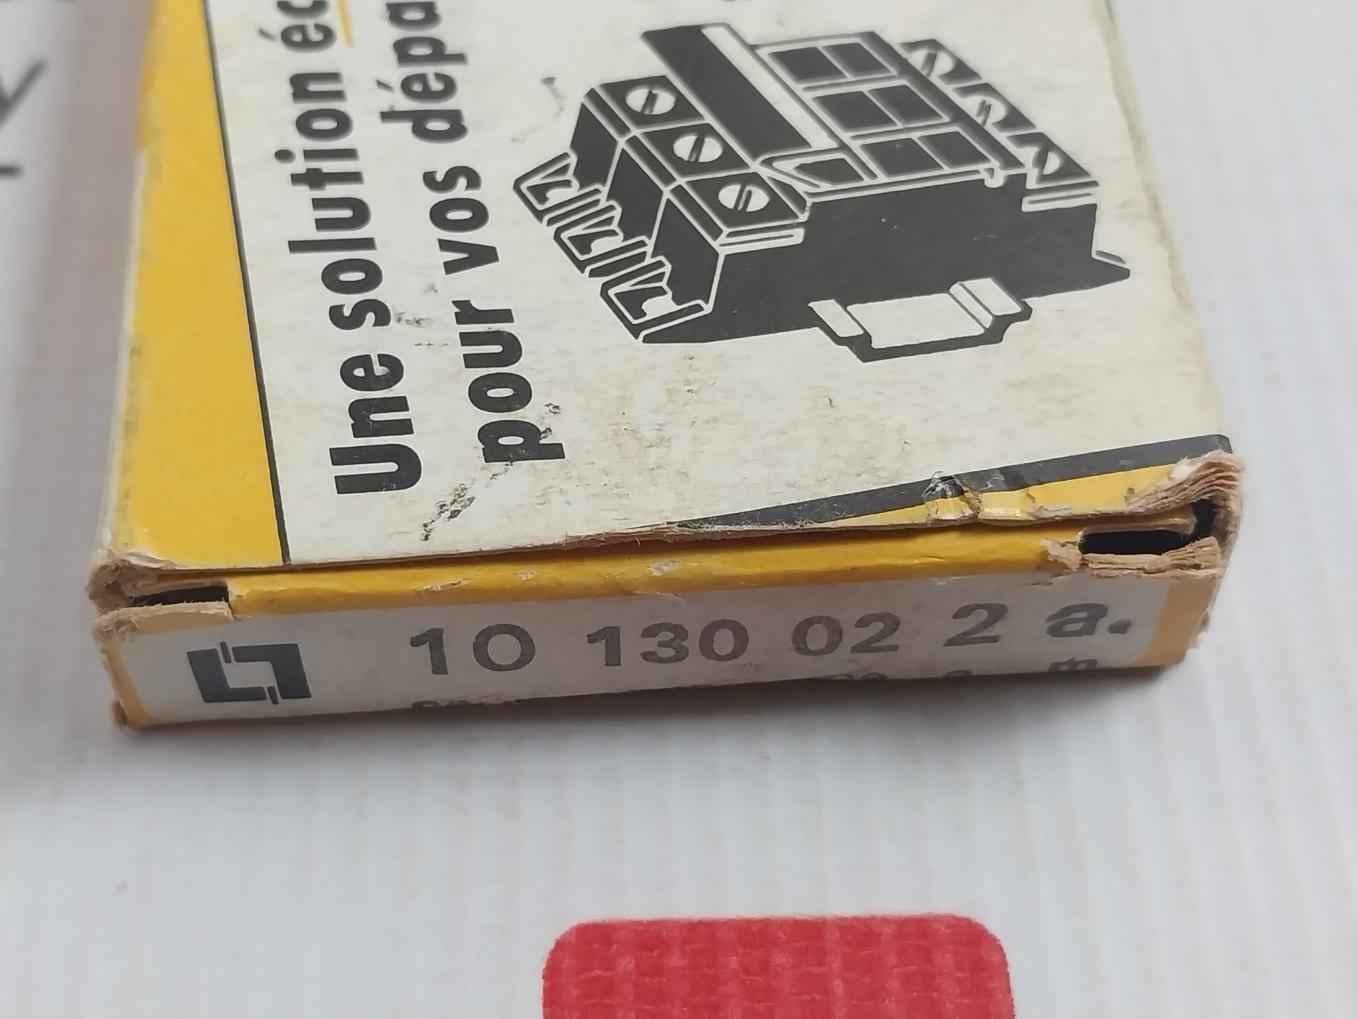 Une solution éc
pour vos dépa
10 130 02 2 a.